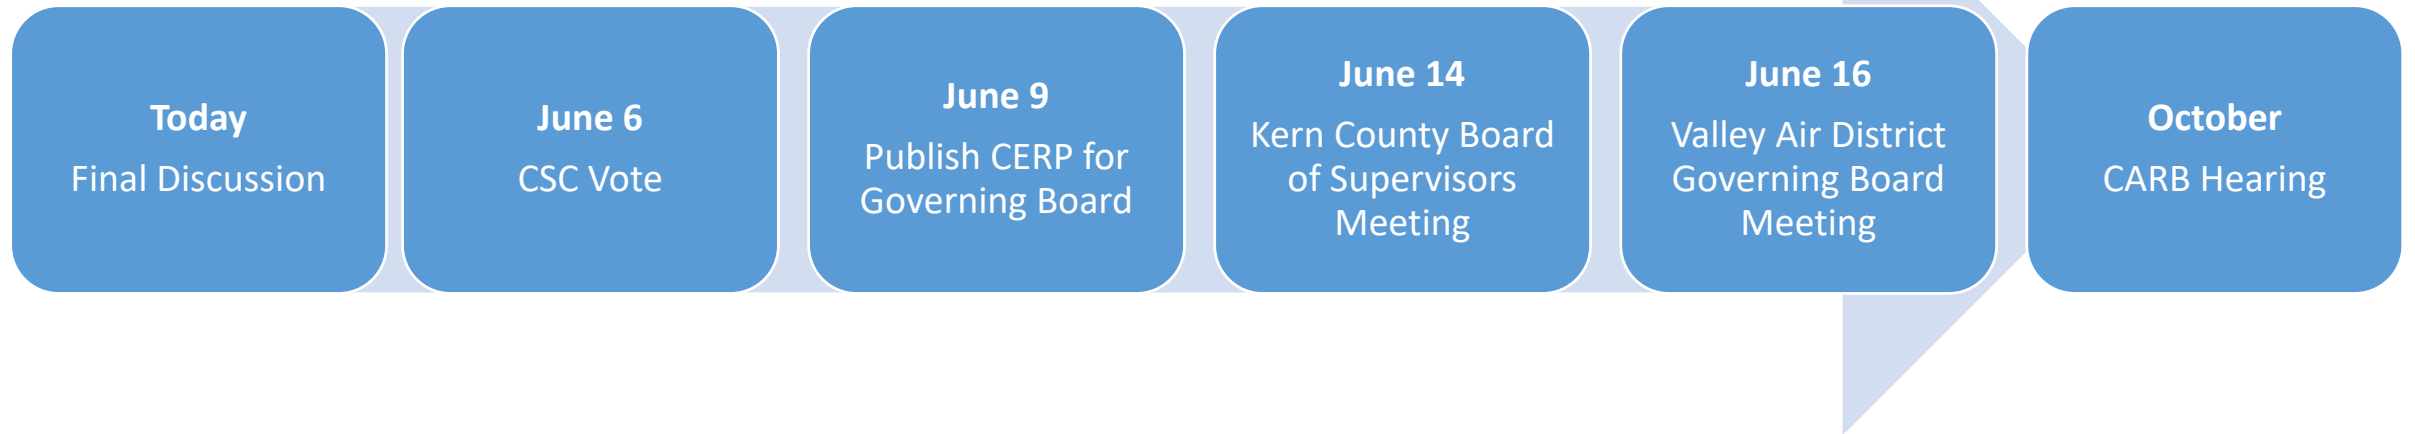 Today
Final Discussion
June 6
CSC Vote
June 9
Publish CERP for
Governing Board
June 14
Kern County Board
of Supervisors
Meeting
June 16
Valley Air District
Governing Board
Meeting
October
CARB Hearing